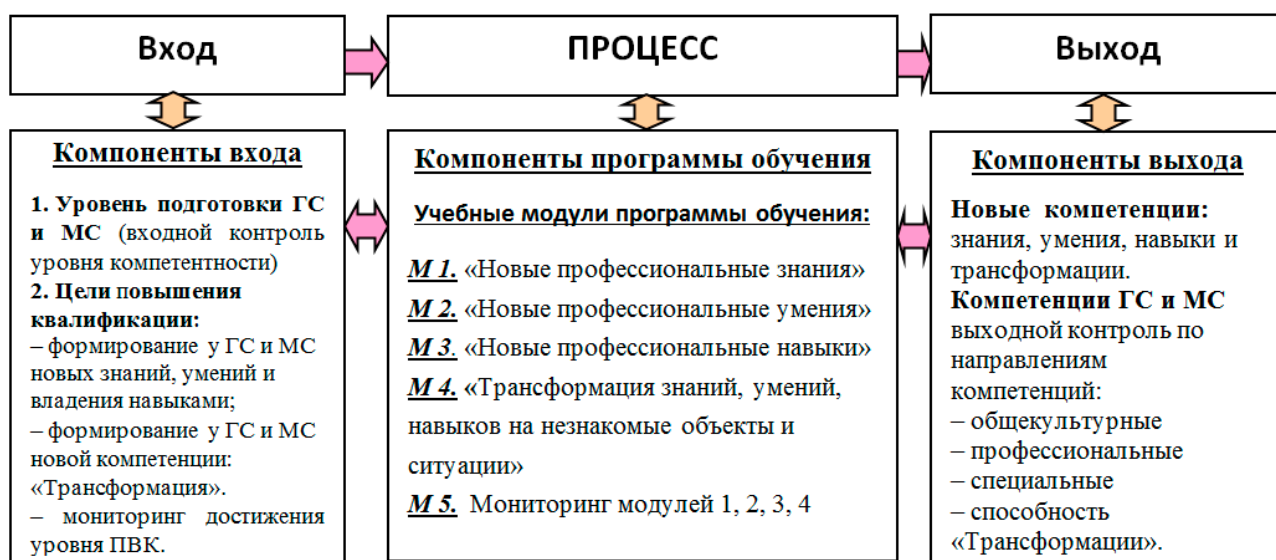 Вход
ПРОЦЕСС
Выход
Компоненты входа
1. Уровень подготовки ГС
и МС (входной контроль
уровня компетентности)
2. Цели повышения
квалификации:
– формирование у ГС и МС
новых знаний, умений и
владения навыками;
– формирование у ГС и МС
новой компетенции:
«Трансформация».
– мониторинг достижения
уровня ПВК.
Компоненты программы обучения
Учебные модули программы обучения:
М 1. «Новые профессиональные знания»
М 2. «Новые профессиональные умения»
М 3. «Новые профессиональные навыки»
М 4. «Трансформация знаний, умений,
навыков на незнакомые объекты и
ситуации»
М 5. Мониторинг модулей 1, 2, 3, 4
Компоненты выхода
Новые компетенции:
знания, умения, навыки и
трансформации.
Компетенции ГС и МС
выходной контроль по
направлениям
компетенций:
– общекультурные
– профессиональные
– специальные
– способность
«Трансформации».